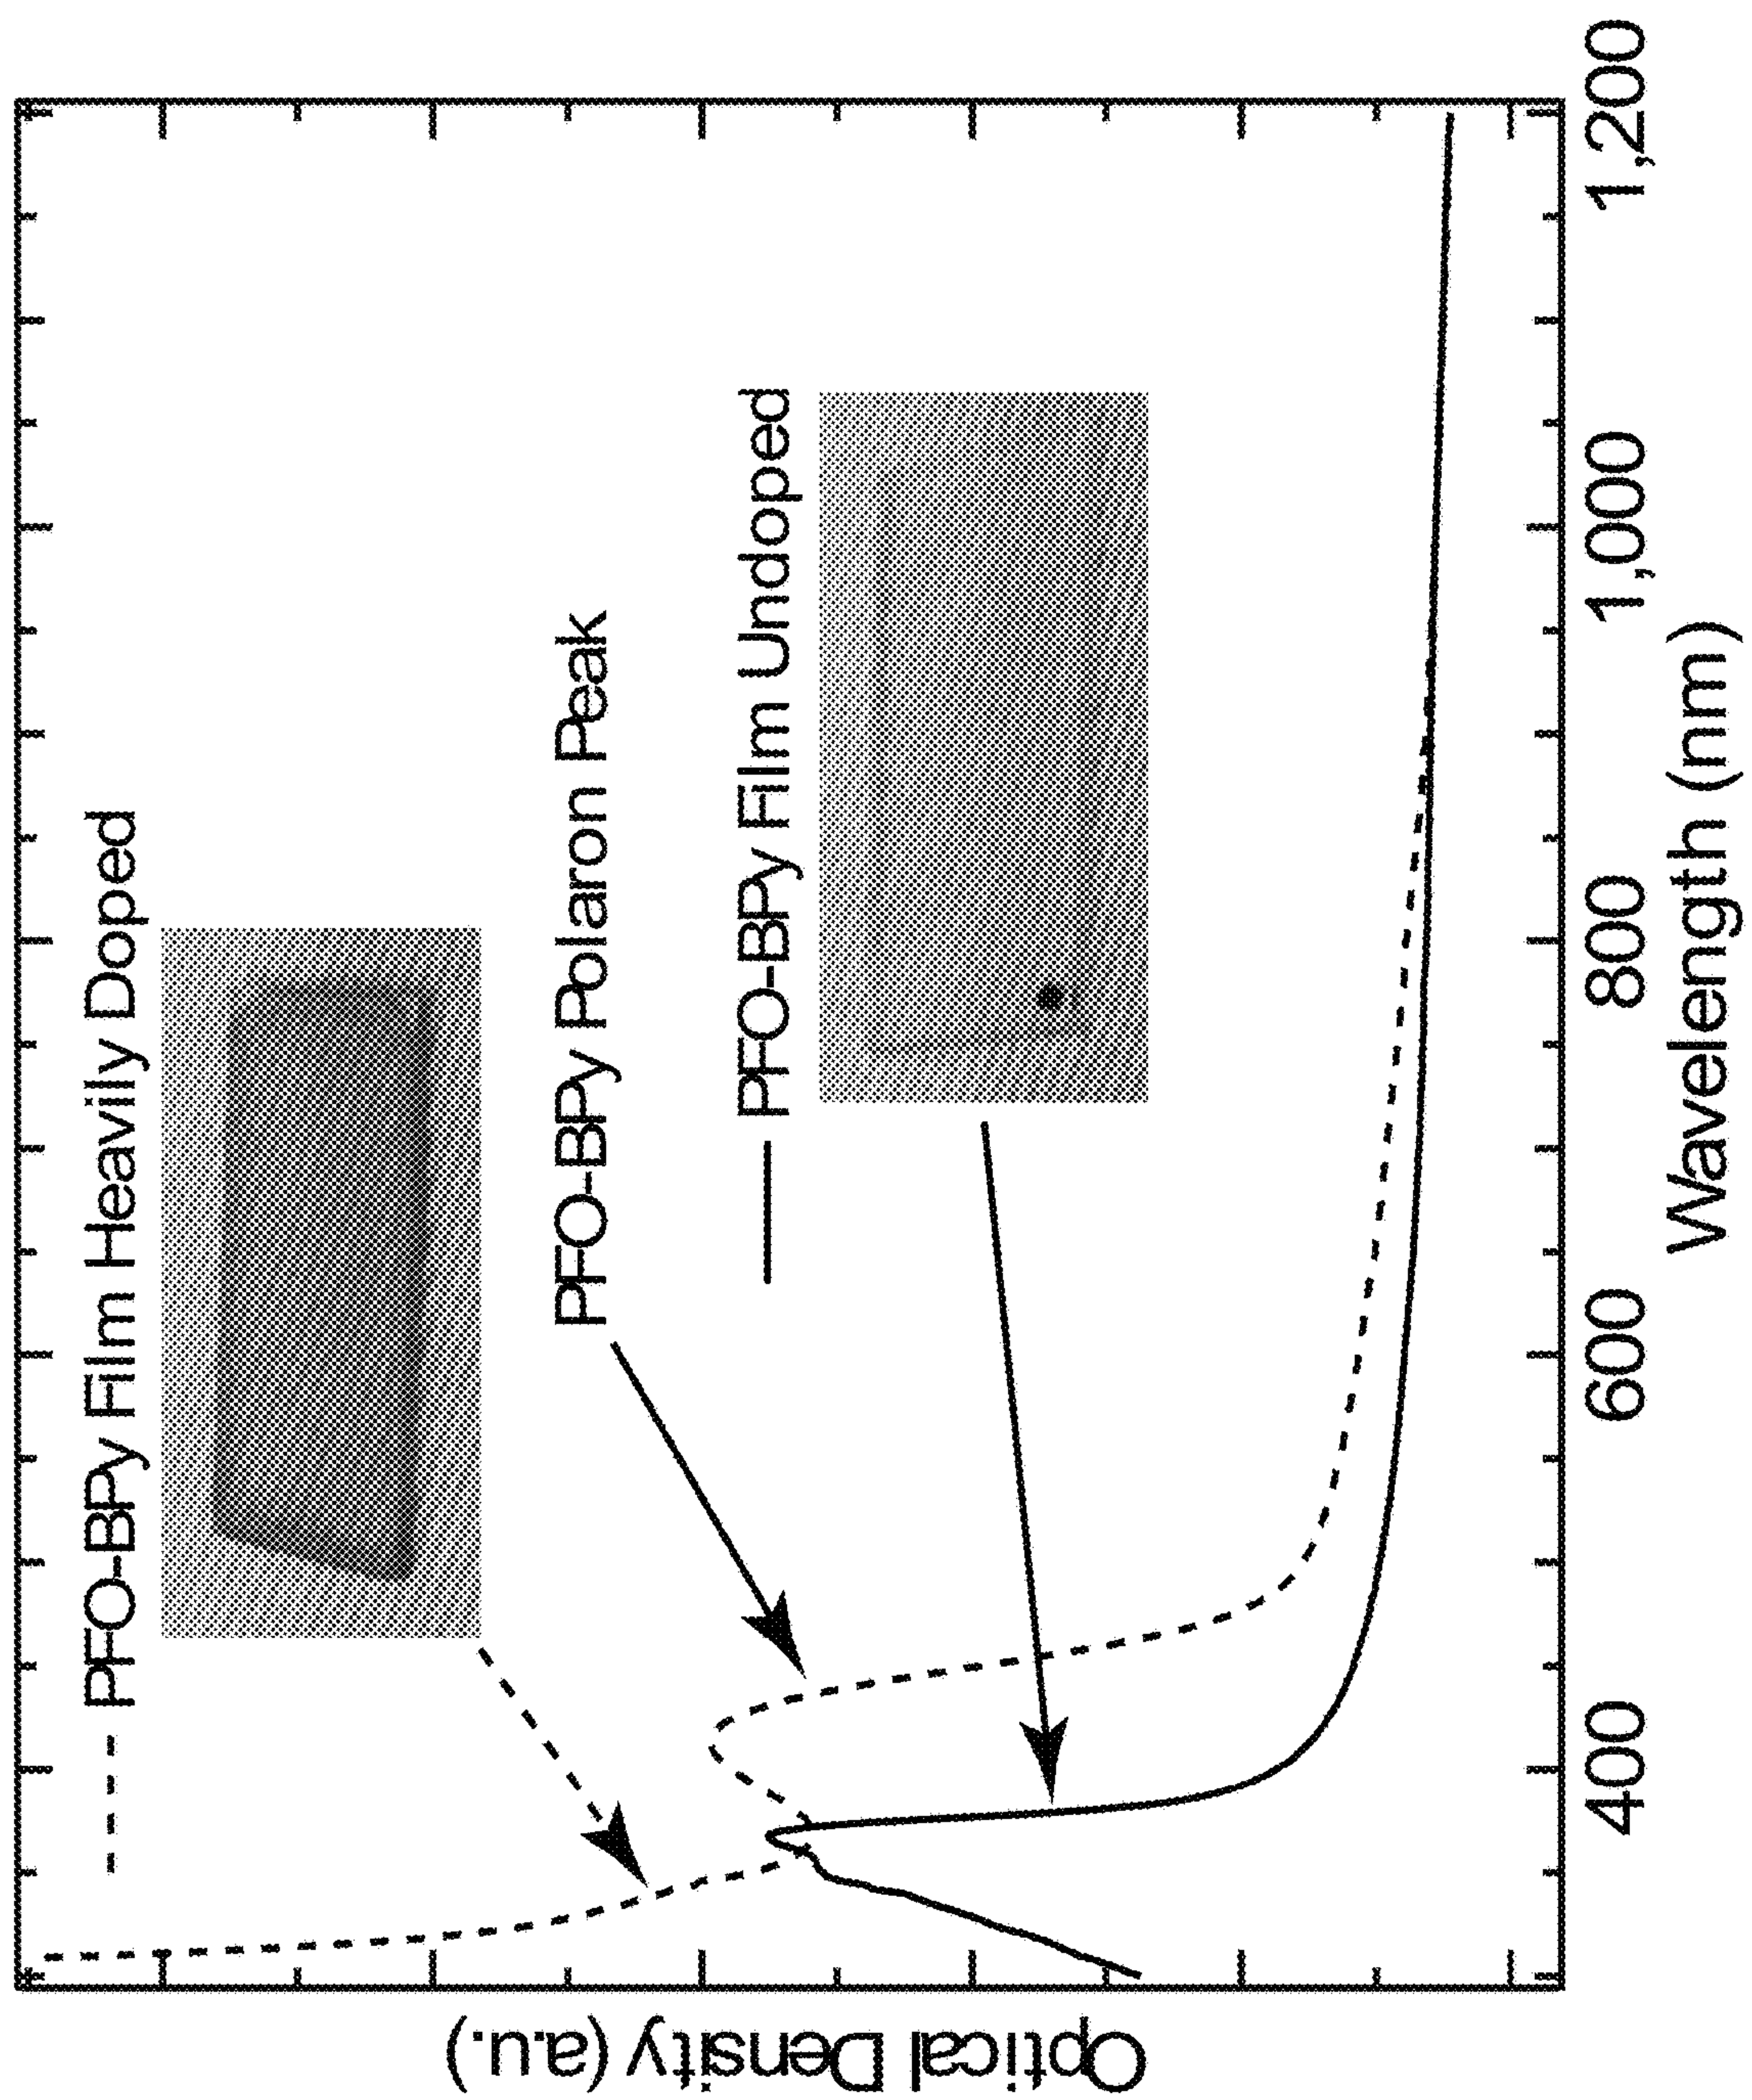 PFO-BPy Film Heavily Doped
PFO-BPy Polaron Peak
PFO-BPy Film Undoped
Optical Density (a.u.)
400
600
800
1,000
1,200
Wavelength (nm)